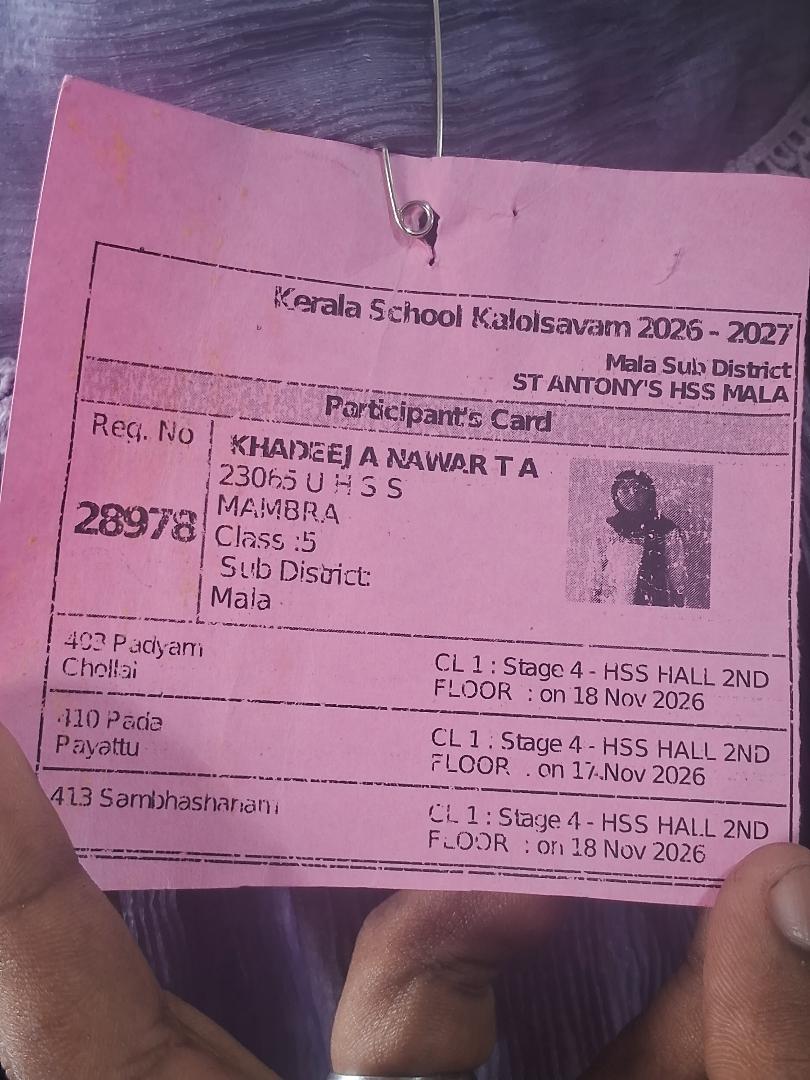 Kerala School Kalolsavam 2026 - 2027
Mala Sub District
ST ANTONY'S HSS MALA
Participant's Card
Reg. No
28978
KHADEEJ A NAWAR T A
23065 U H S S
MAMBRA
Class :5
Sub District:
Mala
403 Padyam
Chollai
CL 1 : Stage 4 - HSS HALL 2ND
FLOOR : on 18 Nov 2026
410 Pada
Payattu
CL 1 : Stage 4 - HSS HALL 2ND
FLOOR : on 17 Nov 2026
413 Sambhashanam
CL 1 : Stage 4 - HSS HALL 2ND
FLOOR : on 18 Nov 2026